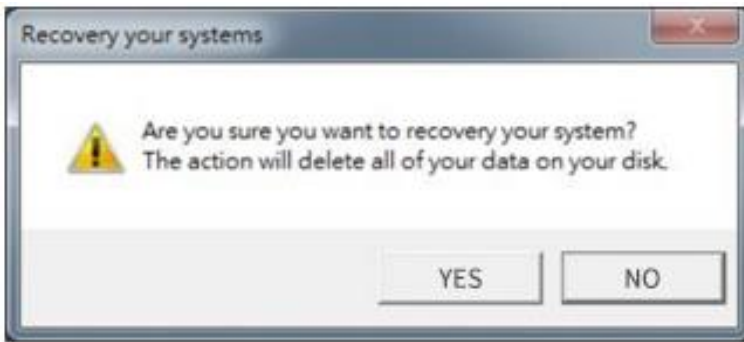 Recovery your systems
Are you sure you want to recovery your system?
The action will delete all of your data on your disk.
YES
NO